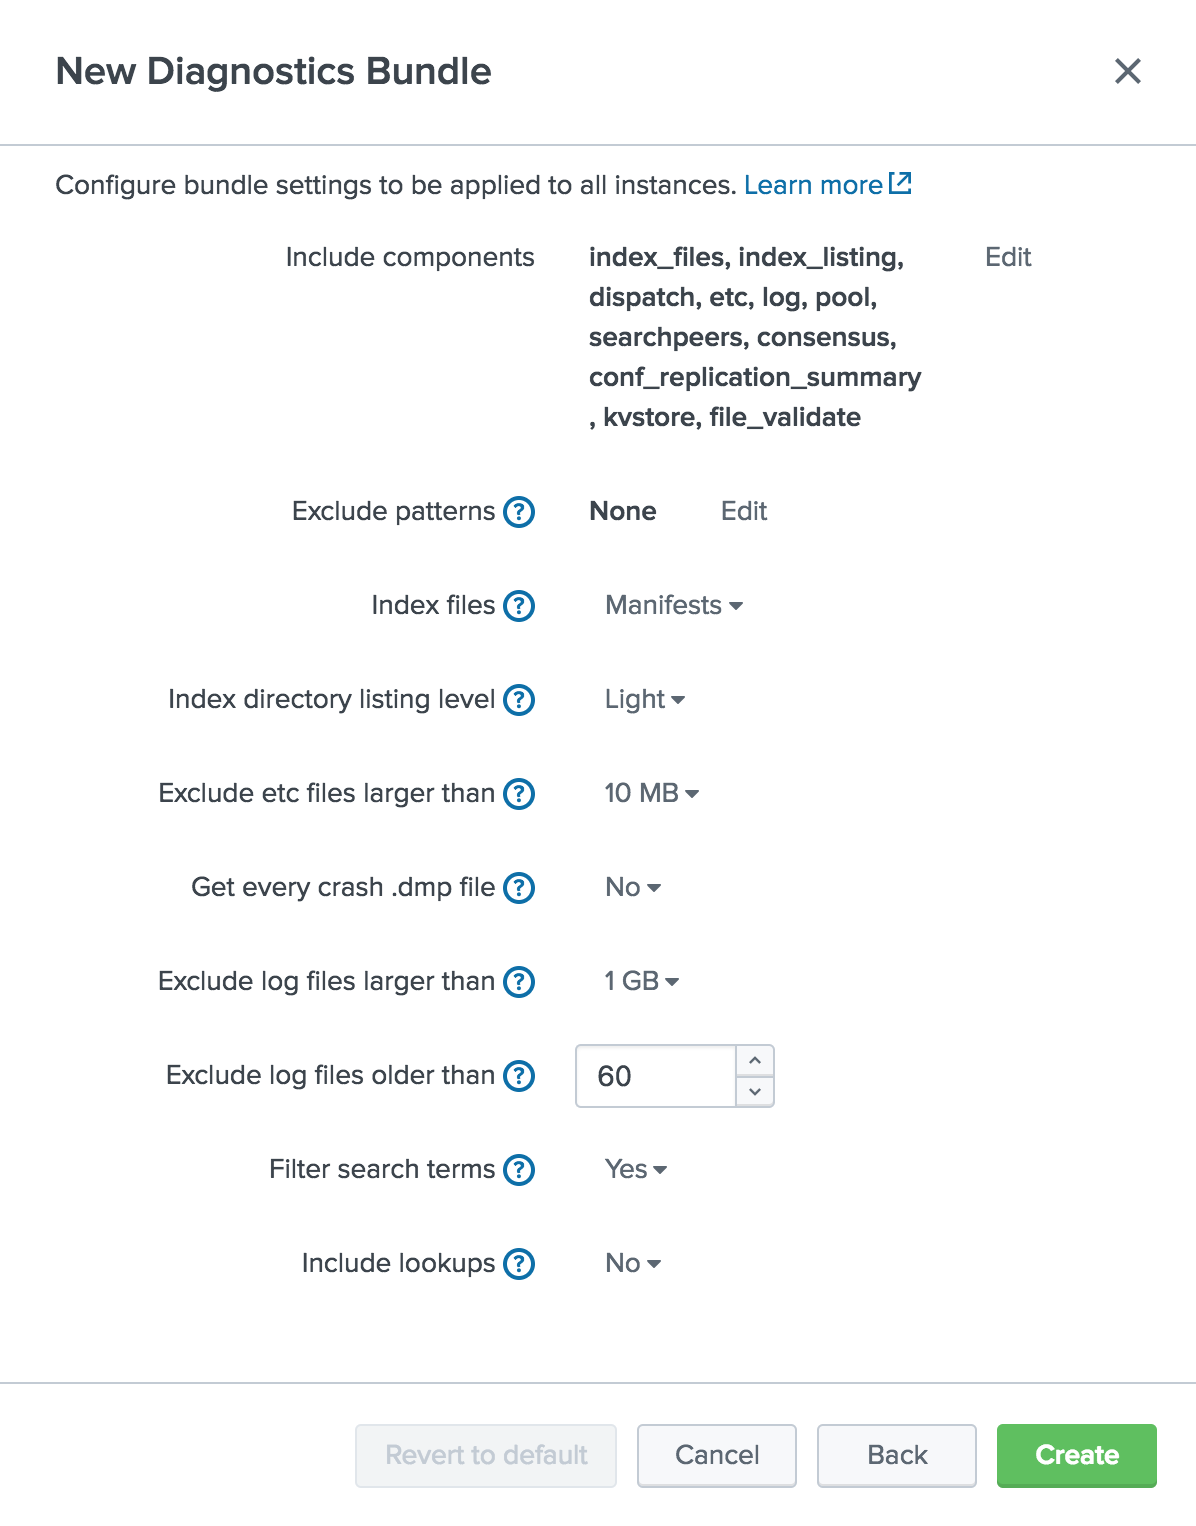 New Diagnostics Bundle
Configure bundle settings to be applied to all instances. Learn more
Include components
index_files, index_listing,
dispatch, etc, log, pool,
searchpeers, consensus,
conf_replication_summary
, kvstore, file_validate
Edit
Exclude patterns ? None Edit
Index files ? Manifests
Index directory listing level ? Light
Exclude etc files larger than ? 10 MB
Get every crash .dmp file ? No
Exclude log files larger than ? 1 GB
Exclude log files older than ? 60
Filter search terms ? Yes
Include lookups ? No
Revert to default Cancel Back Create